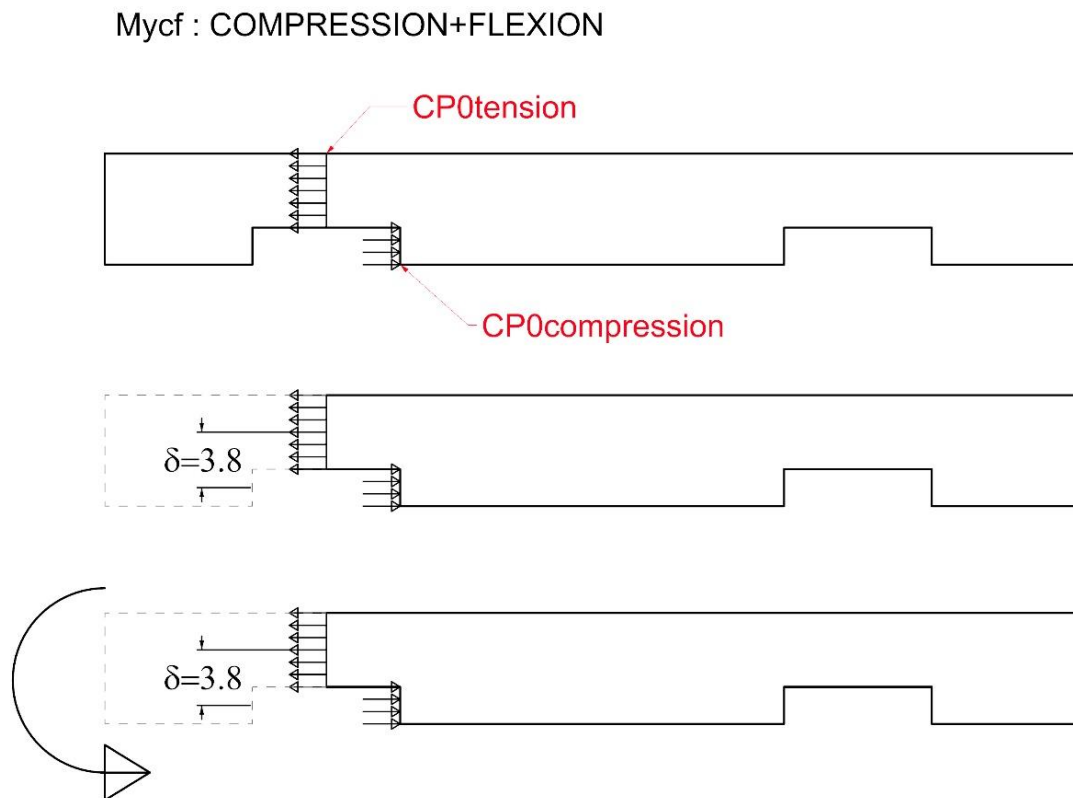 Mycf : COMPRESSION+FLEXION
CP0tension
CP0compression
δ=3.8
δ=3.8